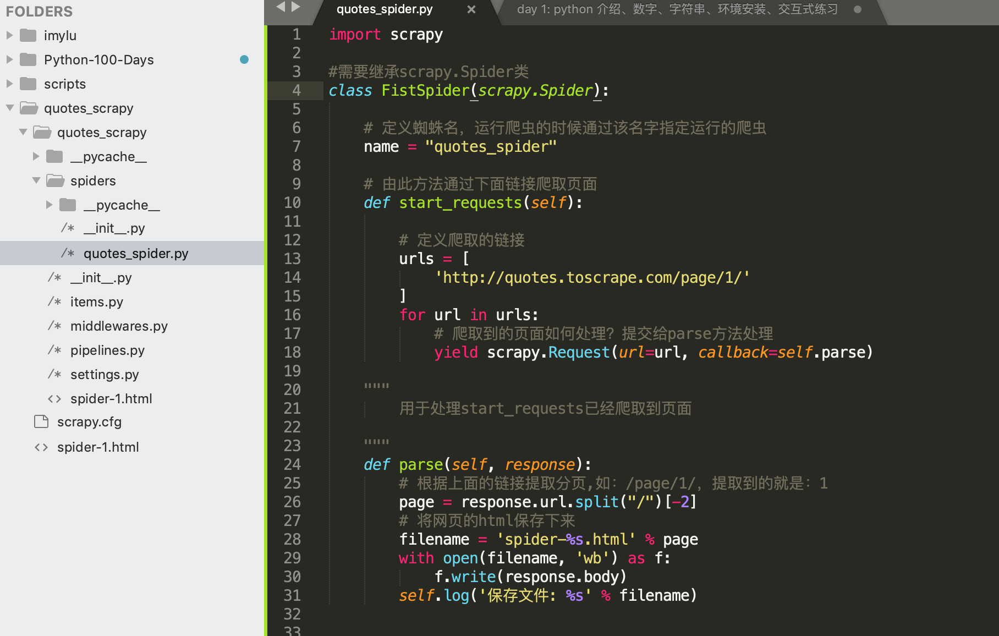 FOLDERS
imylu
Python-100-Days
scripts
quotes_scrapy
quotes_scrapy
__pycache__
spiders
__pycache__
/* __init__.py
/* quotes_spider.py
/* __init__.py
/* items.py
/* middlewares.py
/* pipelines.py
/* settings.py
<> spider-1.html
scrapy.cfg
<> spider-1.html
quotes_spider.py ×
day 1: python 介绍、数字、字符串、环境安装、交互式练习
1 import scrapy
2
3 #需要继承scrapy.Spider类
4 class FistSpider(scrapy.Spider):
5
6 # 定义蜘蛛名，运行爬虫的时候通过该名字指定运行的爬虫
7 name = "quotes_spider"
8
9 # 由此方法通过下面链接爬取页面
10 def start_requests(self):
11
12 # 定义爬取的链接
13 urls = [
14 'http://quotes.toscrape.com/page/1/'
15 ]
16 for url in urls:
17 # 爬取到的页面如何处理？提交给parse方法处理
18 yield scrapy.Request(url=url, callback=self.parse)
19
20 """
21 用于处理start_requests已经爬取到页面
22
23 """
24 def parse(self, response):
25 # 根据上面的链接提取分页,如：/page/1/，提取到的就是：1
26 page = response.url.split("/")[-2]
27 # 将网页的html保存下来
28 filename = 'spider-%s.html' % page
29 with open(filename, 'wb') as f:
30 f.write(response.body)
31 self.log('保存文件: %s' % filename)
32
33